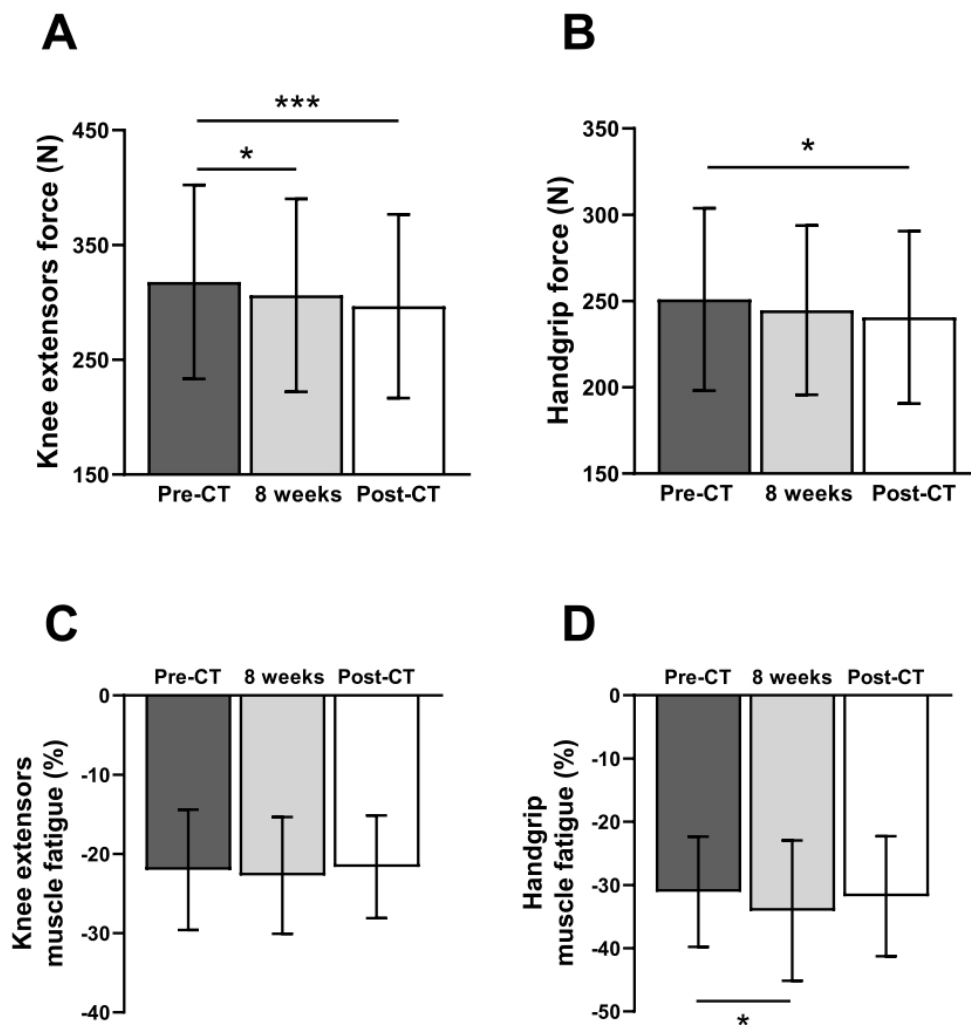 A
Knee extensors force (N)
450
350
250
150
***
*
Pre-CT 8 weeks Post-CT
B
Handgrip force (N)
350
300
250
200
150
*
Pre-CT 8 weeks Post-CT
C
Knee extensors
muscle fatigue (%)
Pre-CT 8 weeks Post-CT
0
-10
-20
-30
-40
D
Handgrip
muscle fatigue (%)
Pre-CT 8 weeks Post-CT
0
-10
-20
-30
-40
-50
*